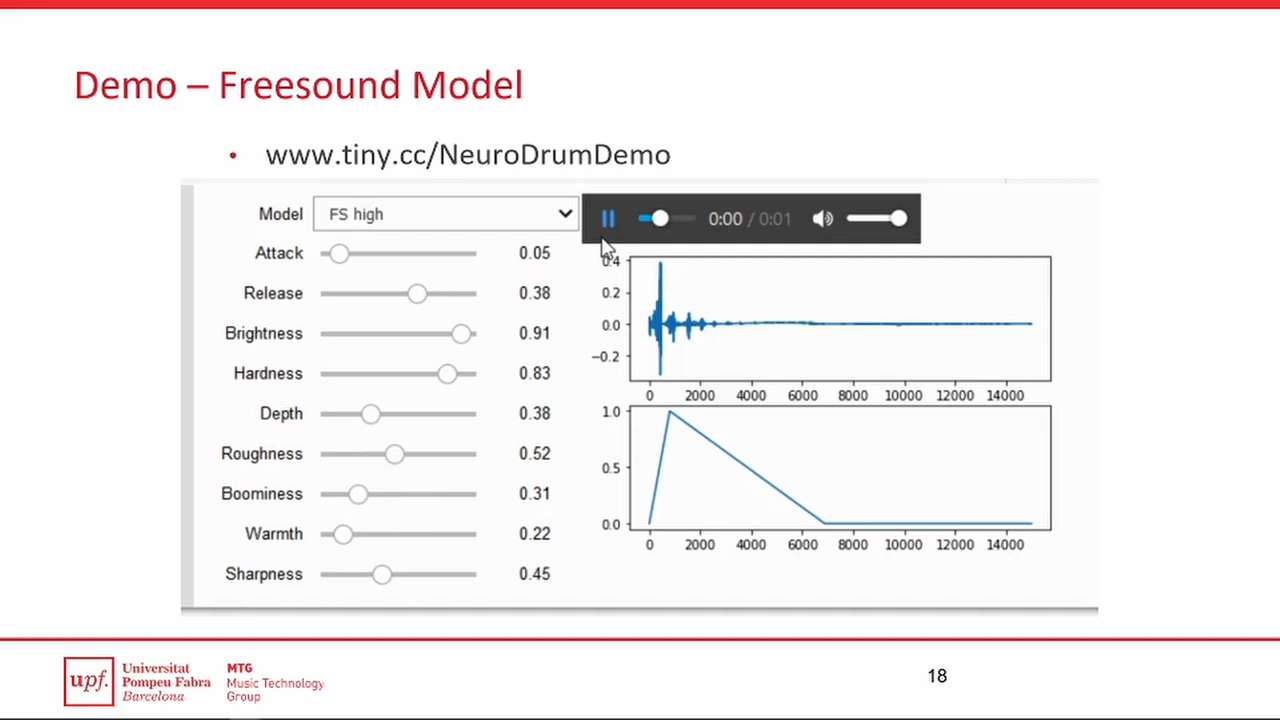 Demo – Freesound Model
• www.tiny.cc/NeuroDrumDemo
Model FS high
0:00 / 0:01
Attack 0.05
Release 0.38
Brightness 0.91
Hardness 0.83
Depth 0.38
Roughness 0.52
Boominess 0.31
Warmth 0.22
Sharpness 0.45
0.4
0.2
0.0
−0.2
0 2000 4000 6000 8000 10000 12000 14000
1.0
0.5
0.0
0 2000 4000 6000 8000 10000 12000 14000
upf.
Universitat
Pompeu Fabra
Barcelona
MTG
Music Technology
Group
18